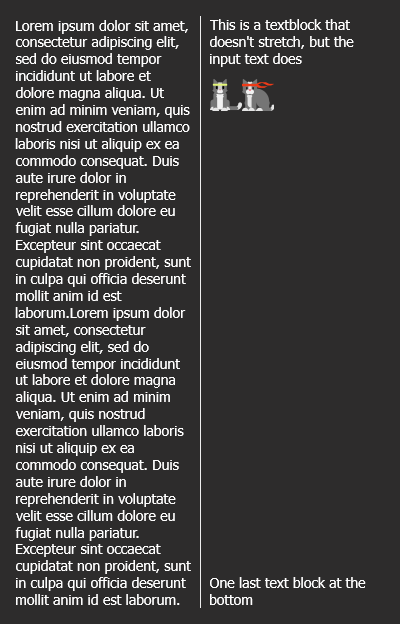 Lorem ipsum dolor sit amet,
consectetur adipiscing elit,
sed do eiusmod tempor
incididunt ut labore et
dolore magna aliqua. Ut
enim ad minim veniam, quis
nostrud exercitation ullamco
laboris nisi ut aliquip ex ea
commodo consequat. Duis
aute irure dolor in
reprehenderit in voluptate
velit esse cillum dolore eu
fugiat nulla pariatur.
Excepteur sint occaecat
cupidatat non proident, sunt
in culpa qui officia deserunt
mollit anim id est
laborum.Lorem ipsum dolor
sit amet, consectetur
adipiscing elit, sed do
eiusmod tempor incididunt
ut labore et dolore magna
aliqua. Ut enim ad minim
veniam, quis nostrud
exercitation ullamco laboris
nisi ut aliquip ex ea
commodo consequat. Duis
aute irure dolor in
reprehenderit in voluptate
velit esse cillum dolore eu
fugiat nulla pariatur.
Excepteur sint occaecat
cupidatat non proident, sunt
in culpa qui officia deserunt
mollit anim id est laborum.
This is a textblock that
doesn't stretch, but the
input text does
One last text block at the
bottom